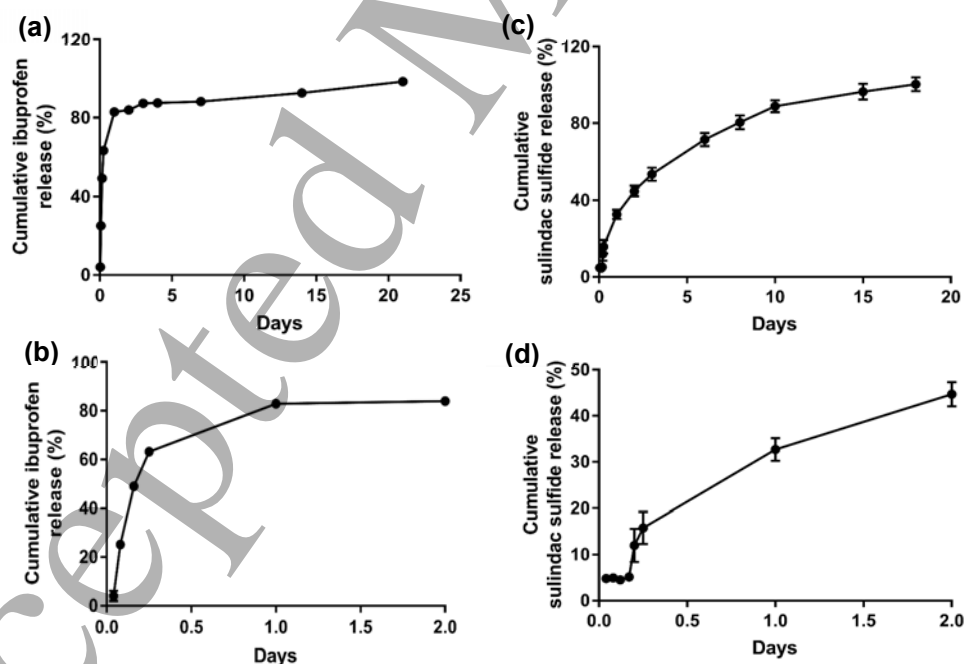 (a)
120
80
40
0
Cumulative ibuprofen
release (%)
0 5 10 15 20 25
Days
(c)
120
80
40
0
Cumulative
sulindac sulfide release (%)
0 5 10 15 20
Days
(b)
100
80
60
40
20
0
Cumulative ibuprofen
release (%)
0.0 0.5 1.0 1.5 2.0
Days
(d)
50
40
30
20
10
0
Cumulative
sulindac sulfide release (%)
0.0 0.5 1.0 1.5 2.0
Days
cepted M